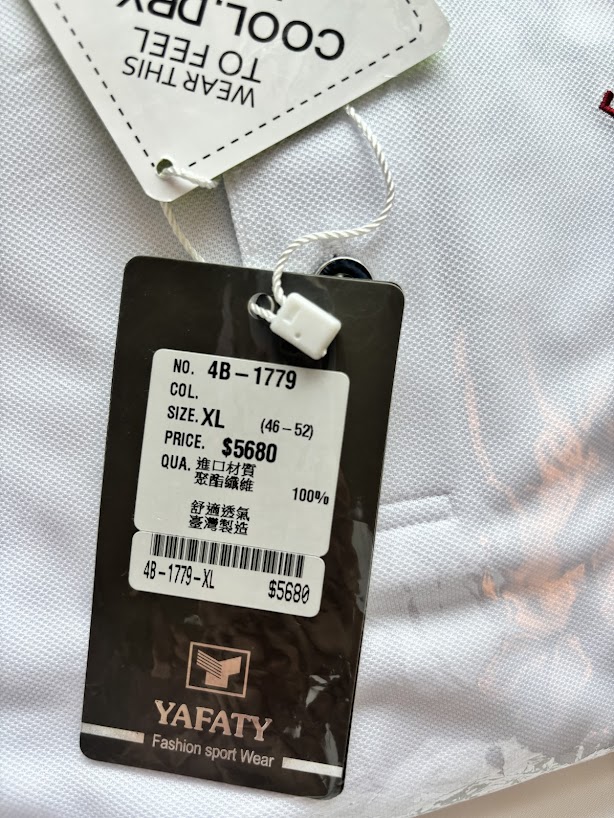 WEAR THIS
TO FEEL
COOL.DRY
NO. 4B-1779
COL.
SIZE. XL (46-52)
PRICE. $5680
QUA. 進口材質
聚酯纖維
100%
舒適透氣
臺灣製造
4B-1779-XL $5680
YAFATY
Fashion sport Wear